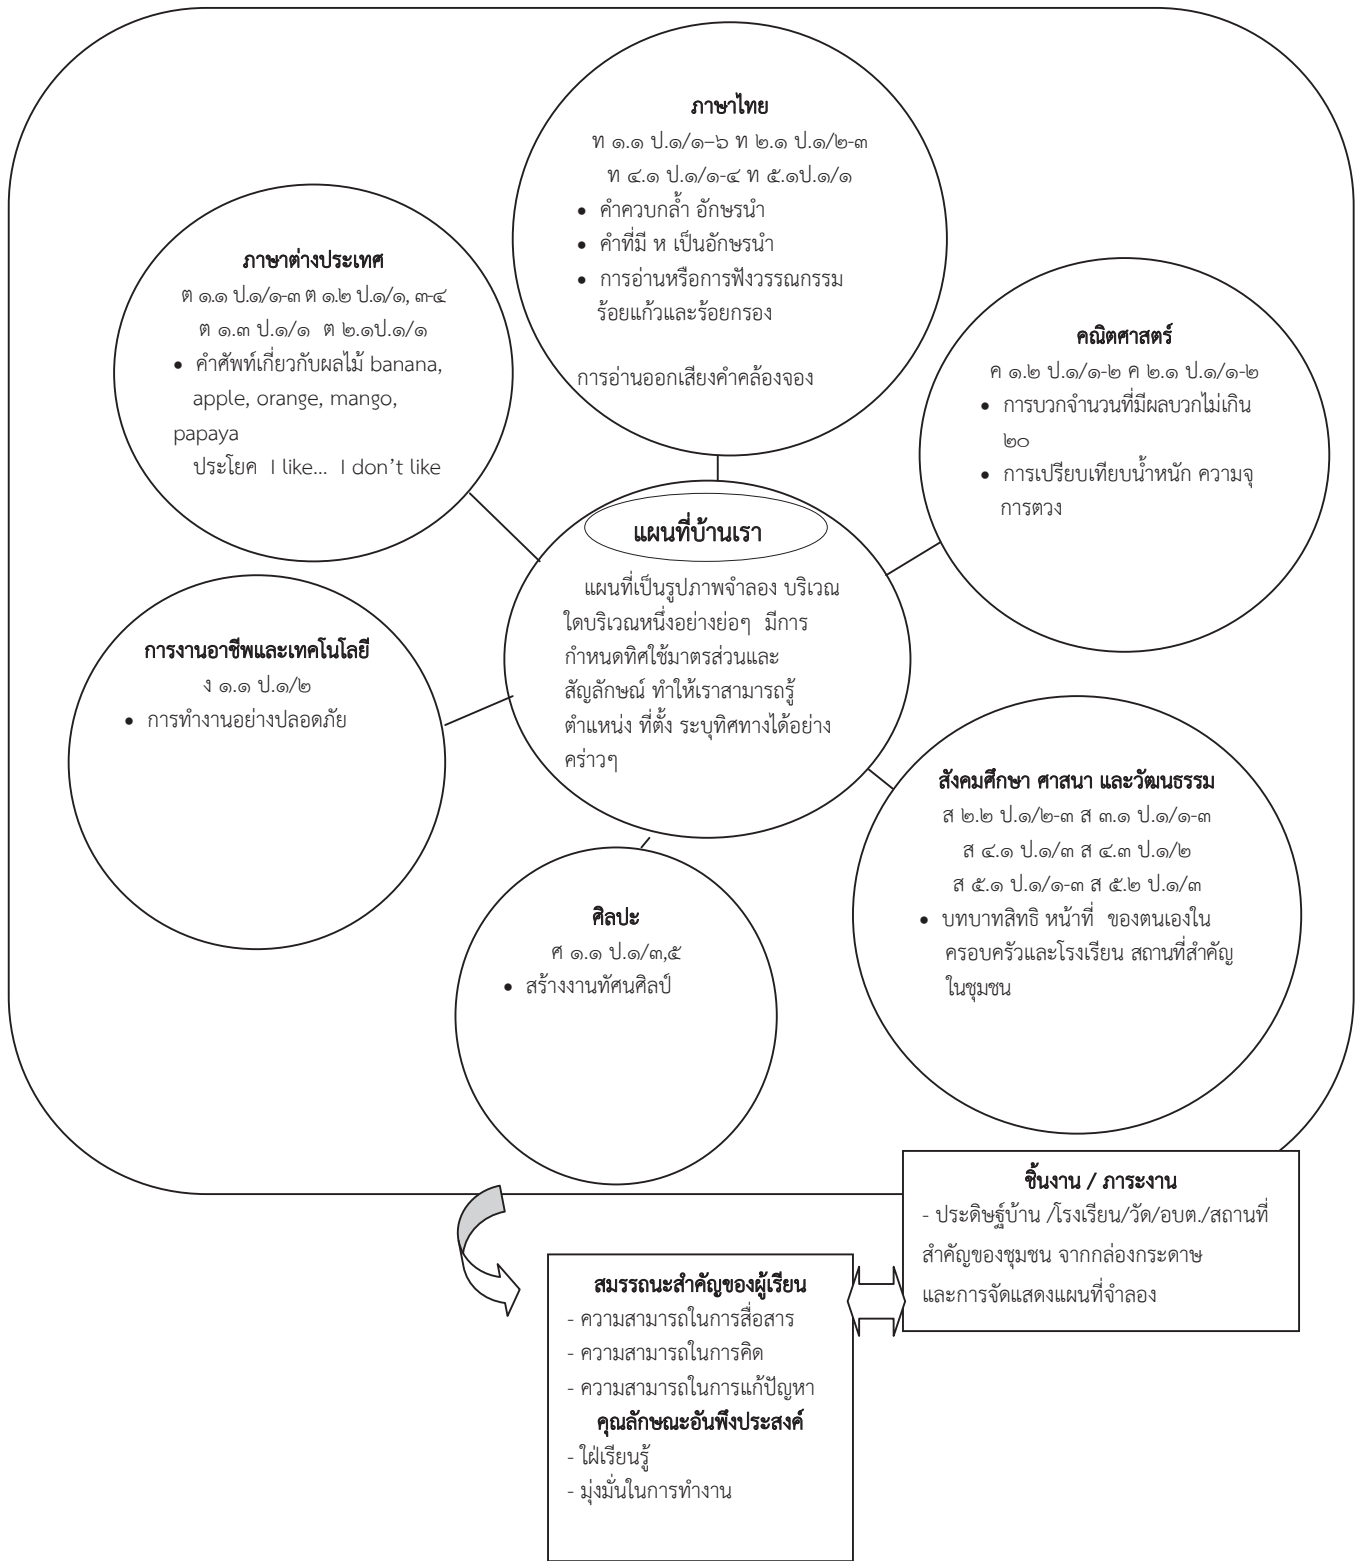 ภาษาไทย
ท ๑.๑ ป.๑/๑–๖ ท ๒.๑ ป.๑/๒-๓
ท ๔.๑ ป.๑/๑-๔ ท ๕.๑ป.๑/๑
• คำควบกล้ำ อักษรนำ
• คำที่มี ห เป็นอักษรนำ
• การอ่านหรือการฟังวรรณกรรม
ร้อยแก้วและร้อยกรอง
การอ่านออกเสียงคำคล้องจอง
ภาษาต่างประเทศ
ต ๑.๑ ป.๑/๑-๓ ต ๑.๒ ป.๑/๑, ๓-๔
ต ๑.๓ ป.๑/๑ ต ๒.๑ป.๑/๑
• คำศัพท์เกี่ยวกับผลไม้ banana,
apple, orange, mango,
papaya
ประโยค I like... I don't like
คณิตศาสตร์
ค ๑.๒ ป.๑/๑-๒ ค ๒.๑ ป.๑/๑-๒
• การบวกจำนวนที่มีผลบวกไม่เกิน
๒๐
• การเปรียบเทียบน้ำหนัก ความจุ
การตวง
แผนที่บ้านเรา
แผนที่เป็นรูปภาพจำลอง บริเวณ
ใดบริเวณหนึ่งอย่างย่อๆ มีการ
กำหนดทิศใช้มาตรส่วนและ
สัญลักษณ์ ทำให้เราสามารถรู้
ตำแหน่ง ที่ตั้ง ระบุทิศทางได้อย่าง
คร่าวๆ
การงานอาชีพและเทคโนโลยี
ง ๑.๑ ป.๑/๒
• การทำงานอย่างปลอดภัย
สังคมศึกษา ศาสนา และวัฒนธรรม
ส ๒.๒ ป.๑/๒-๓ ส ๓.๑ ป.๑/๑-๓
ส ๔.๑ ป.๑/๓ ส ๔.๓ ป.๑/๒
ส ๕.๑ ป.๑/๑-๓ ส ๕.๒ ป.๑/๓
• บทบาทสิทธิ หน้าที่ ของตนเองใน
ครอบครัวและโรงเรียน สถานที่สำคัญ
ในชุมชน
ศิลปะ
ศ ๑.๑ ป.๑/๓,๕
• สร้างงานทัศนศิลป์
ชิ้นงาน / ภาระงาน
- ประดิษฐ์บ้าน /โรงเรียน/วัด/อบต./สถานที่
สำคัญของชุมชน จากกล่องกระดาษ
และการจัดแสดงแผนที่จำลอง
สมรรถนะสำคัญของผู้เรียน
- ความสามารถในการสื่อสาร
- ความสามารถในการคิด
- ความสามารถในการแก้ปัญหา
คุณลักษณะอันพึงประสงค์
- ใฝ่เรียนรู้
- มุ่งมั่นในการทำงาน